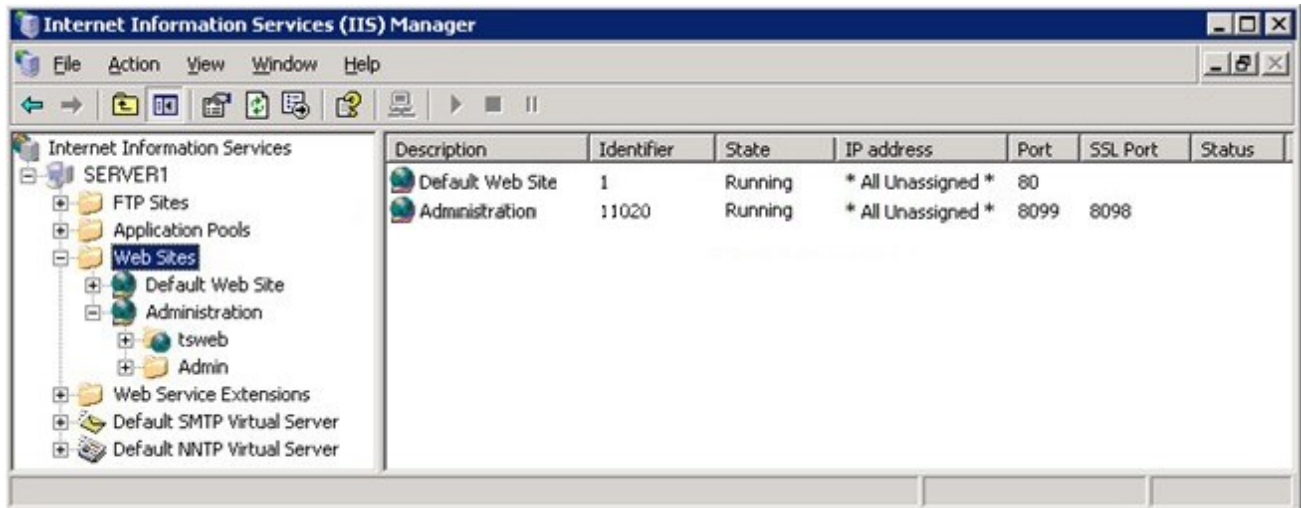 Internet Information Services (IIS) Manager
File Action View Window Help
Internet Information Services
SERVER1
FTP Sites
Application Pools
Web Sites
Default Web Site
Administration
tsweb
Admin
Web Service Extensions
Default SMTP Virtual Server
Default NNTP Virtual Server
Description Identifier State IP address Port SSL Port Status
Default Web Site 1 Running * All Unassigned * 80
Administration 11020 Running * All Unassigned * 8099 8098